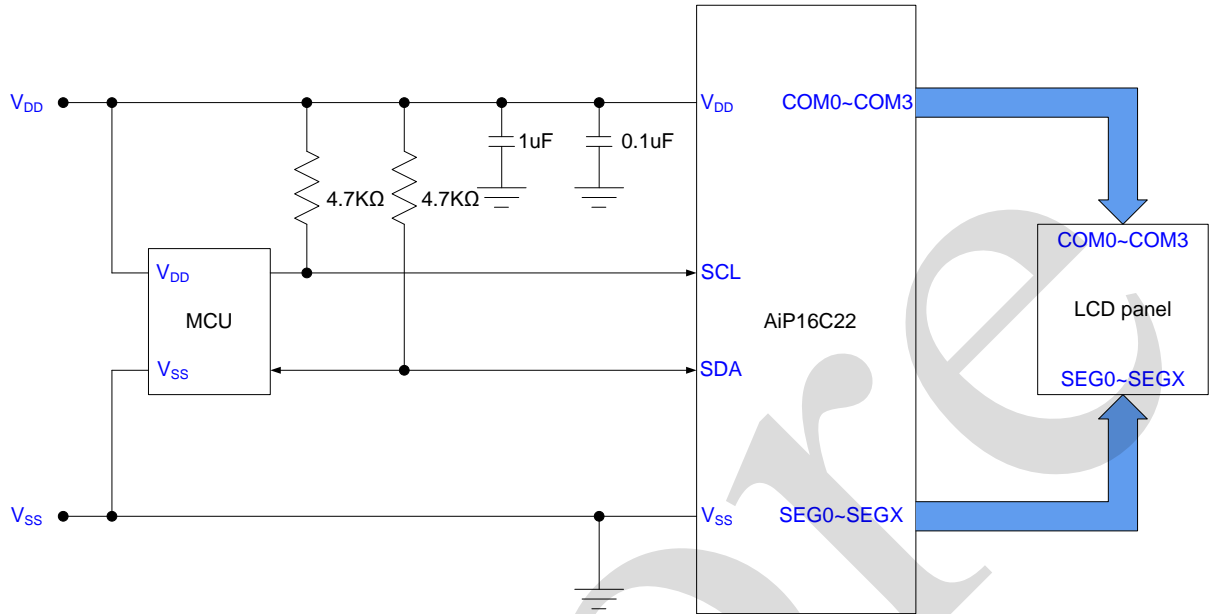 VDD
VDD
COM0~COM3
1uF
0.1uF
4.7KΩ
4.7KΩ
COM0~COM3
VDD
SCL
MCU
AiP16C22
LCD panel
VSS
SDA
SEG0~SEGX
VSS
VSS
SEG0~SEGX
ore